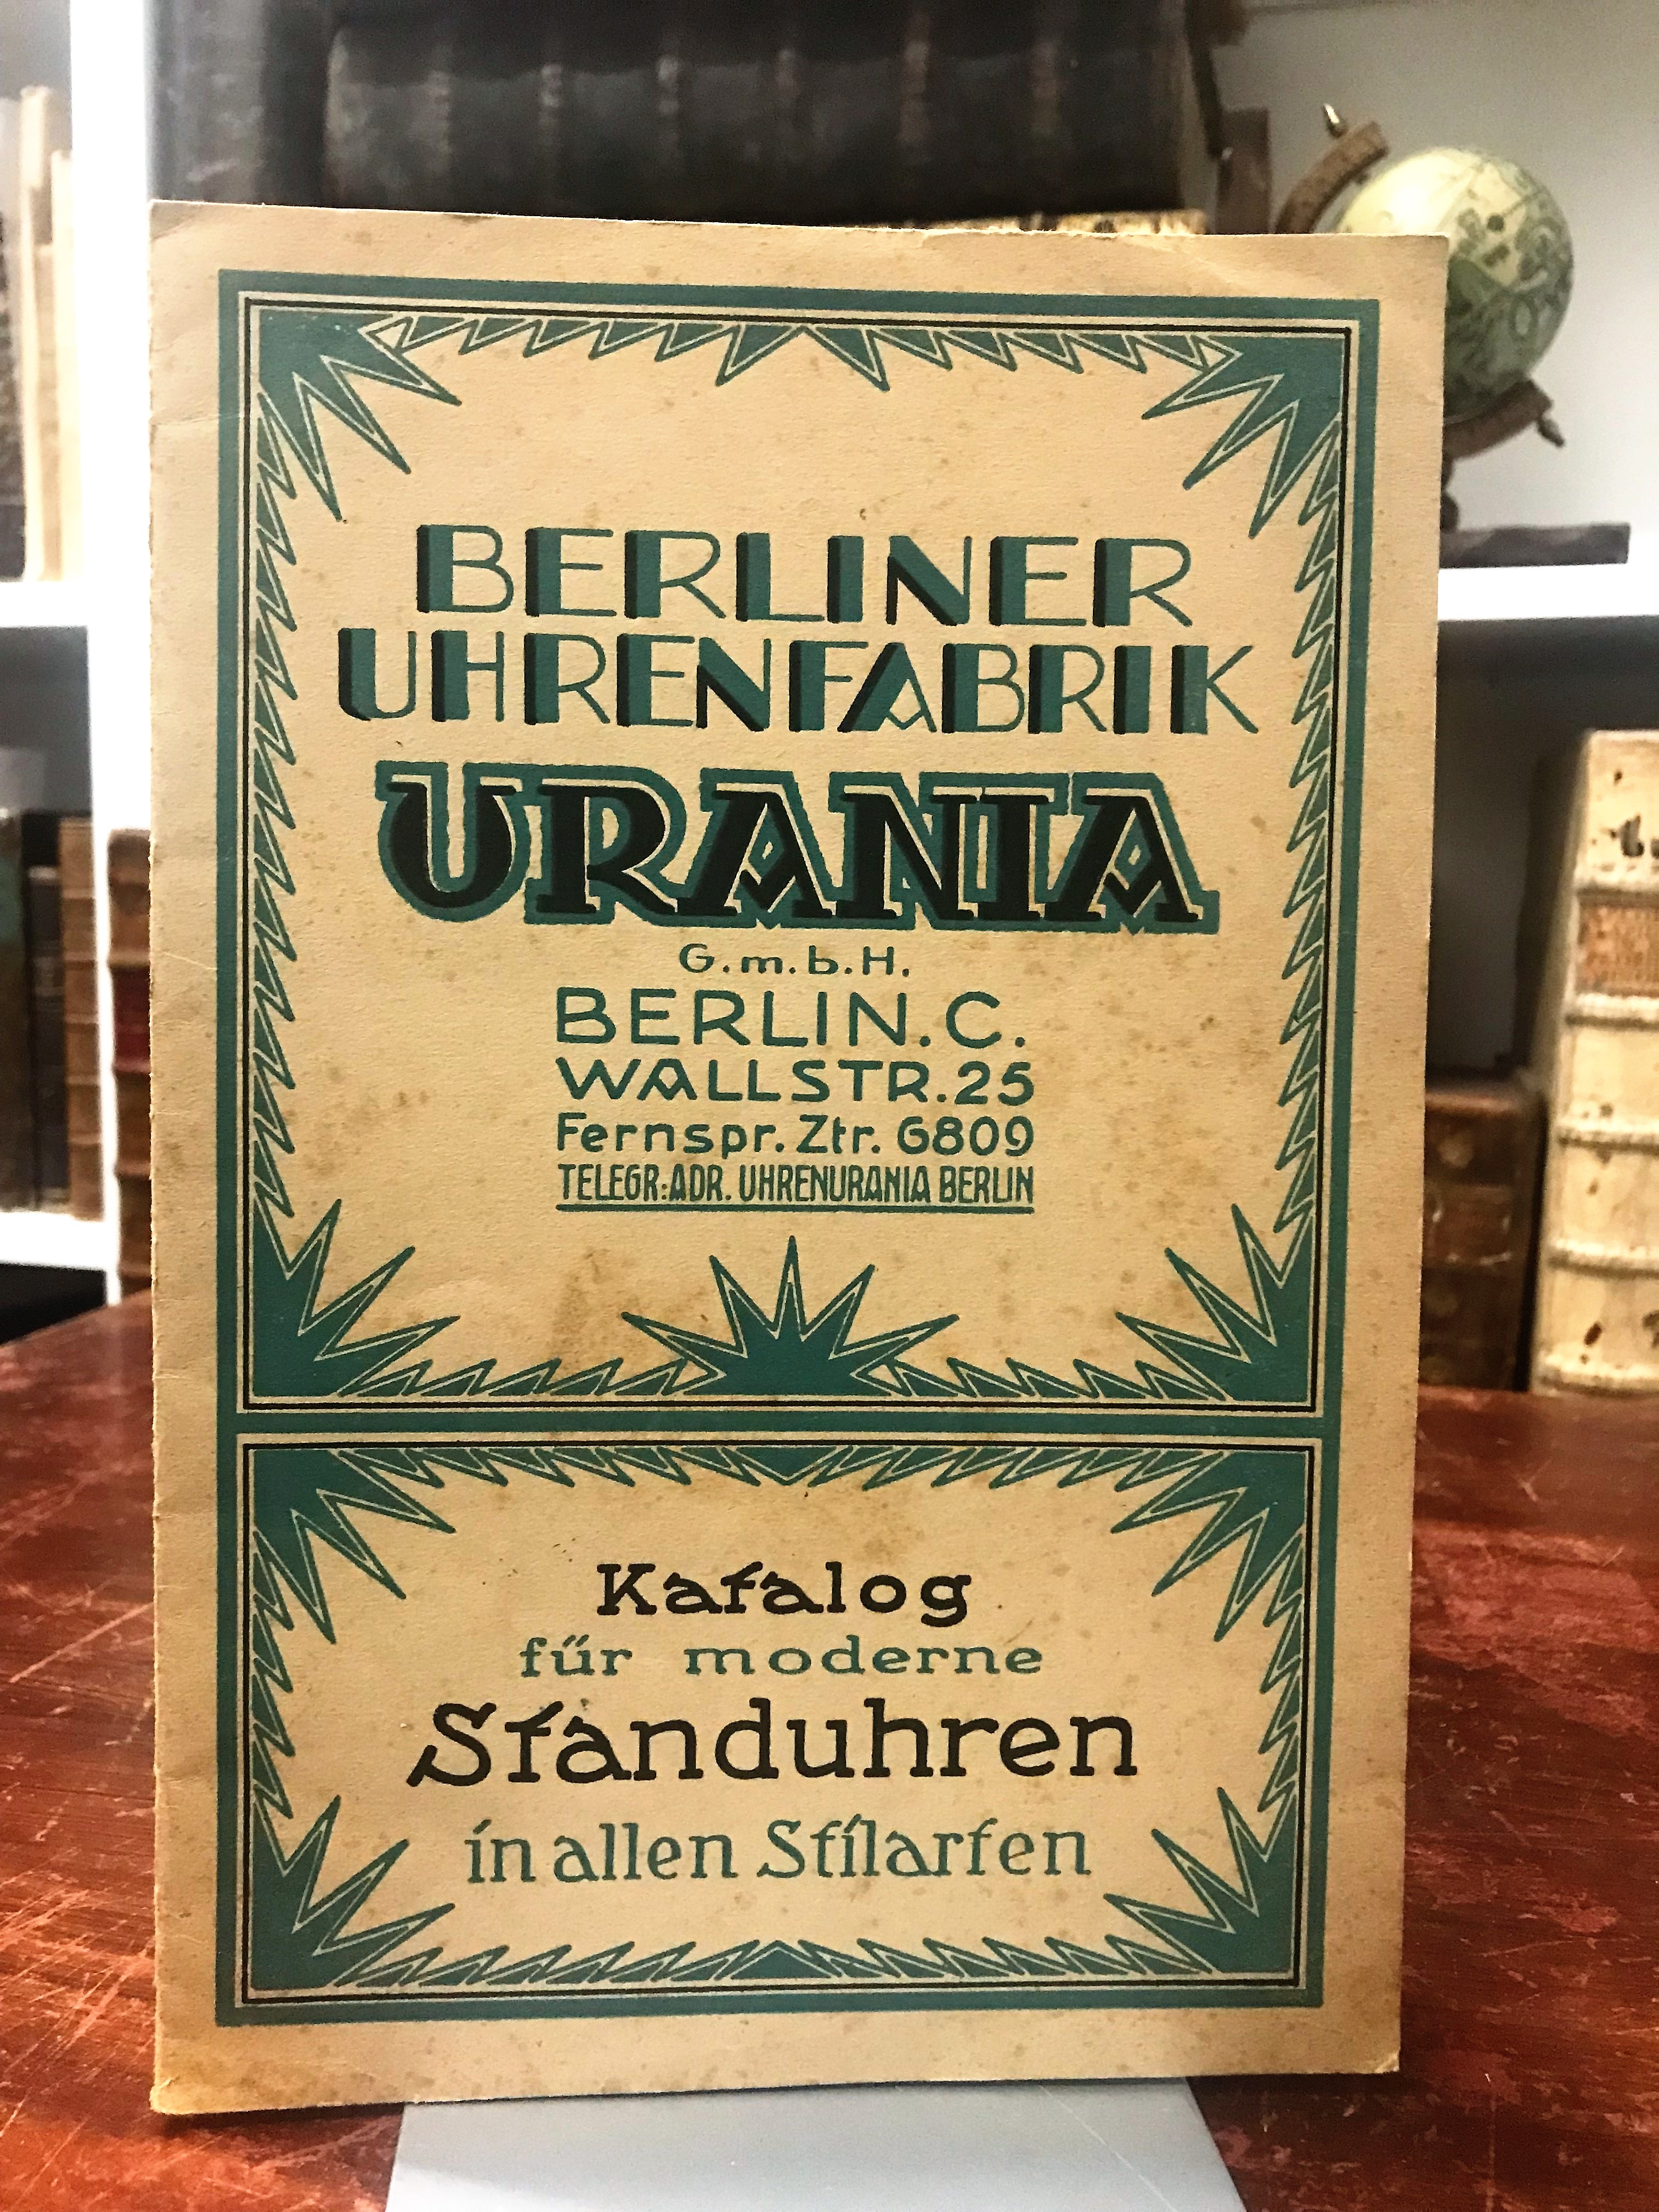 BERLINER
UHRENFABRIK
URANIA
G.m.b.H.
BERLIN.C.
WALLSTR.25
Fernspr. Ztr. 6809
TELEGR:ADR. UHRENURANIA BERLIN
Katalog
für moderne
Standuhren
in allen Stilarten